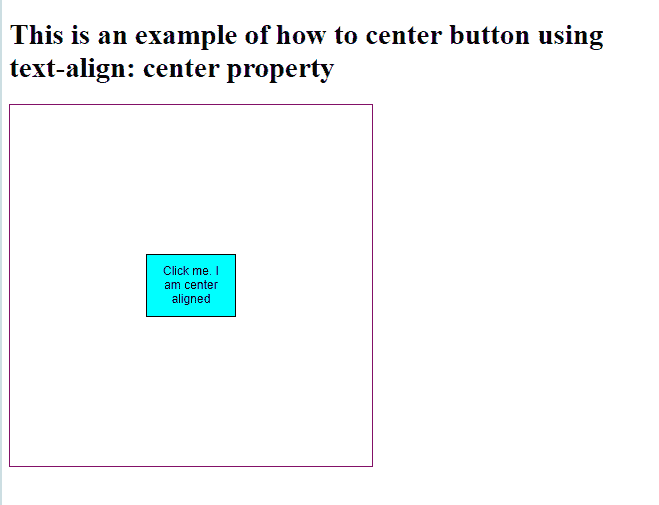 This is an example of how to center button using
text-align: center property
Click me. I
am center
aligned